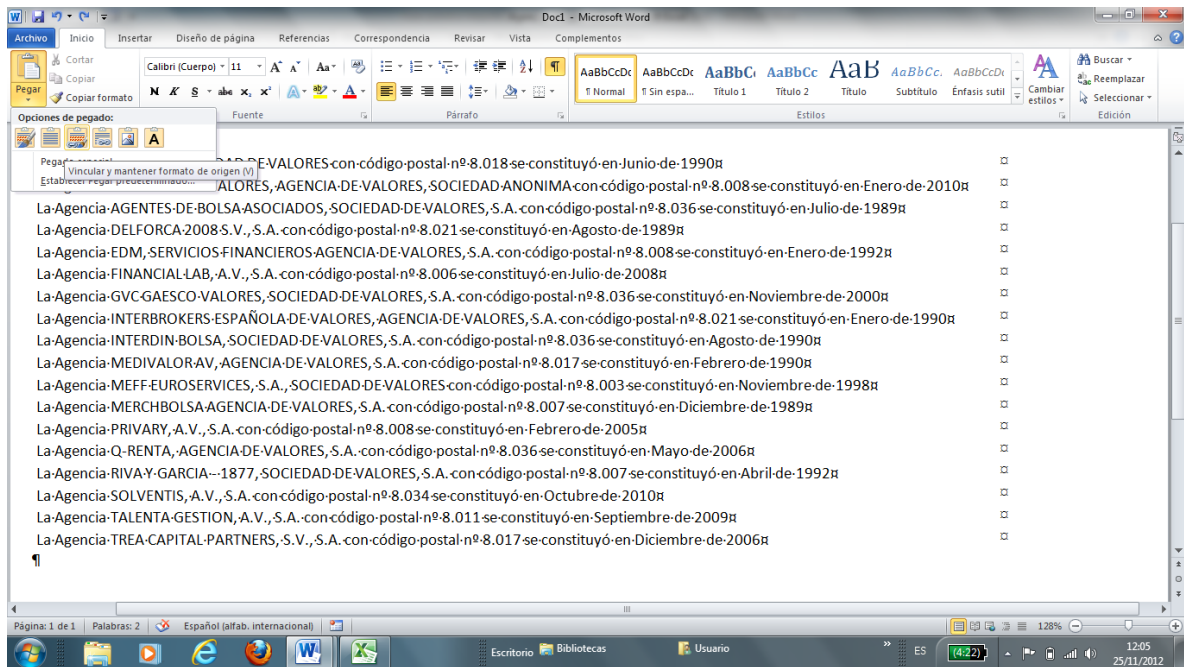 Doc1 - Microsoft Word
Archivo Inicio Insertar Diseño de página Referencias Correspondencia Revisar Vista Complementos
Cortar
Copiar
Copiar formato
Pegar
Calibri (Cuerpo) 11
Fuente
Párrafo
AaBbCcDc AaBbCcDc AaBbC AaBbCc AaB AaBbCc. AaBbCcDc
¶ Normal ¶ Sin espa... Título 1 Título 2 Título Subtítulo Énfasis sutil
Cambiar estilos
Estilos
Buscar
Reemplazar
Seleccionar
Edición
Opciones de pegado:
Vincular y mantener formato de origen (V)
Establecer Pegar predeterminado...
DE·VALORES·con·código·postal·nº·8.018·se·constituyó·en·Junio·de·1990¤
ALORES,·AGENCIA·DE·VALORES,·SOCIEDAD·ANONIMA·con·código·postal·nº·8.008·se·constituyó·en·Enero·de·2010¤
La·Agencia·AGENTES·DE·BOLSA·ASOCIADOS,·SOCIEDAD·DE·VALORES,·S.A.·con·código·postal·nº·8.036·se·constituyó·en·Julio·de·1989¤
La·Agencia·DELFORCA·2008·S.V.,·S.A.·con·código·postal·nº·8.021·se·constituyó·en·Agosto·de·1989¤
La·Agencia·EDM,·SERVICIOS·FINANCIEROS·AGENCIA·DE·VALORES,·S.A.·con·código·postal·nº·8.008·se·constituyó·en·Enero·de·1992¤
La·Agencia·FINANCIAL·LAB,·A.V.,·S.A.·con·código·postal·nº·8.006·se·constituyó·en·Julio·de·2008¤
La·Agencia·GVC·GAESCO·VALORES,·SOCIEDAD·DE·VALORES,·S.A.·con·código·postal·nº·8.036·se·constituyó·en·Noviembre·de·2000¤
La·Agencia·INTERBROKERS·ESPAÑOLA·DE·VALORES,·AGENCIA·DE·VALORES,·S.A.·con·código·postal·nº·8.021·se·constituyó·en·Enero·de·1990¤
La·Agencia·INTERDIN·BOLSA,·SOCIEDAD·DE·VALORES,·S.A.·con·código·postal·nº·8.036·se·constituyó·en·Agosto·de·1990¤
La·Agencia·MEDIVALOR·AV,·AGENCIA·DE·VALORES,·S.A.·con·código·postal·nº·8.017·se·constituyó·en·Febrero·de·1990¤
La·Agencia·MEFF·EUROSERVICES,·S.A.,·SOCIEDAD·DE·VALORES·con·código·postal·nº·8.003·se·constituyó·en·Noviembre·de·1998¤
La·Agencia·MERCHBOLSA·AGENCIA·DE·VALORES,·S.A.·con·código·postal·nº·8.007·se·constituyó·en·Diciembre·de·1989¤
La·Agencia·PRIVARY,·A.V.,·S.A.·con·código·postal·nº·8.008·se·constituyó·en·Febrero·de·2005¤
La·Agencia·Q-RENTA,·AGENCIA·DE·VALORES,·S.A.·con·código·postal·nº·8.036·se·constituyó·en·Mayo·de·2006¤
La·Agencia·RIVA·Y·GARCIA·-·1877,·SOCIEDAD·DE·VALORES,·S.A.·con·código·postal·nº·8.007·se·constituyó·en·Abril·de·1992¤
La·Agencia·SOLVENTIS,·A.V.,·S.A.·con·código·postal·nº·8.034·se·constituyó·en·Octubre·de·2010¤
La·Agencia·TALENTA·GESTION,·A.V.,·S.A.·con·código·postal·nº·8.011·se·constituyó·en·Septiembre·de·2009¤
La·Agencia·TREA·CAPITAL·PARTNERS,·S.V.,·S.A.·con·código·postal·nº·8.017·se·constituyó·en·Diciembre·de·2006¤
¶
Página: 1 de 1 Palabras: 2 Español (alfab. internacional) 128%
Escritorio Bibliotecas Usuario » ES (4:22) 12:05
25/11/2012